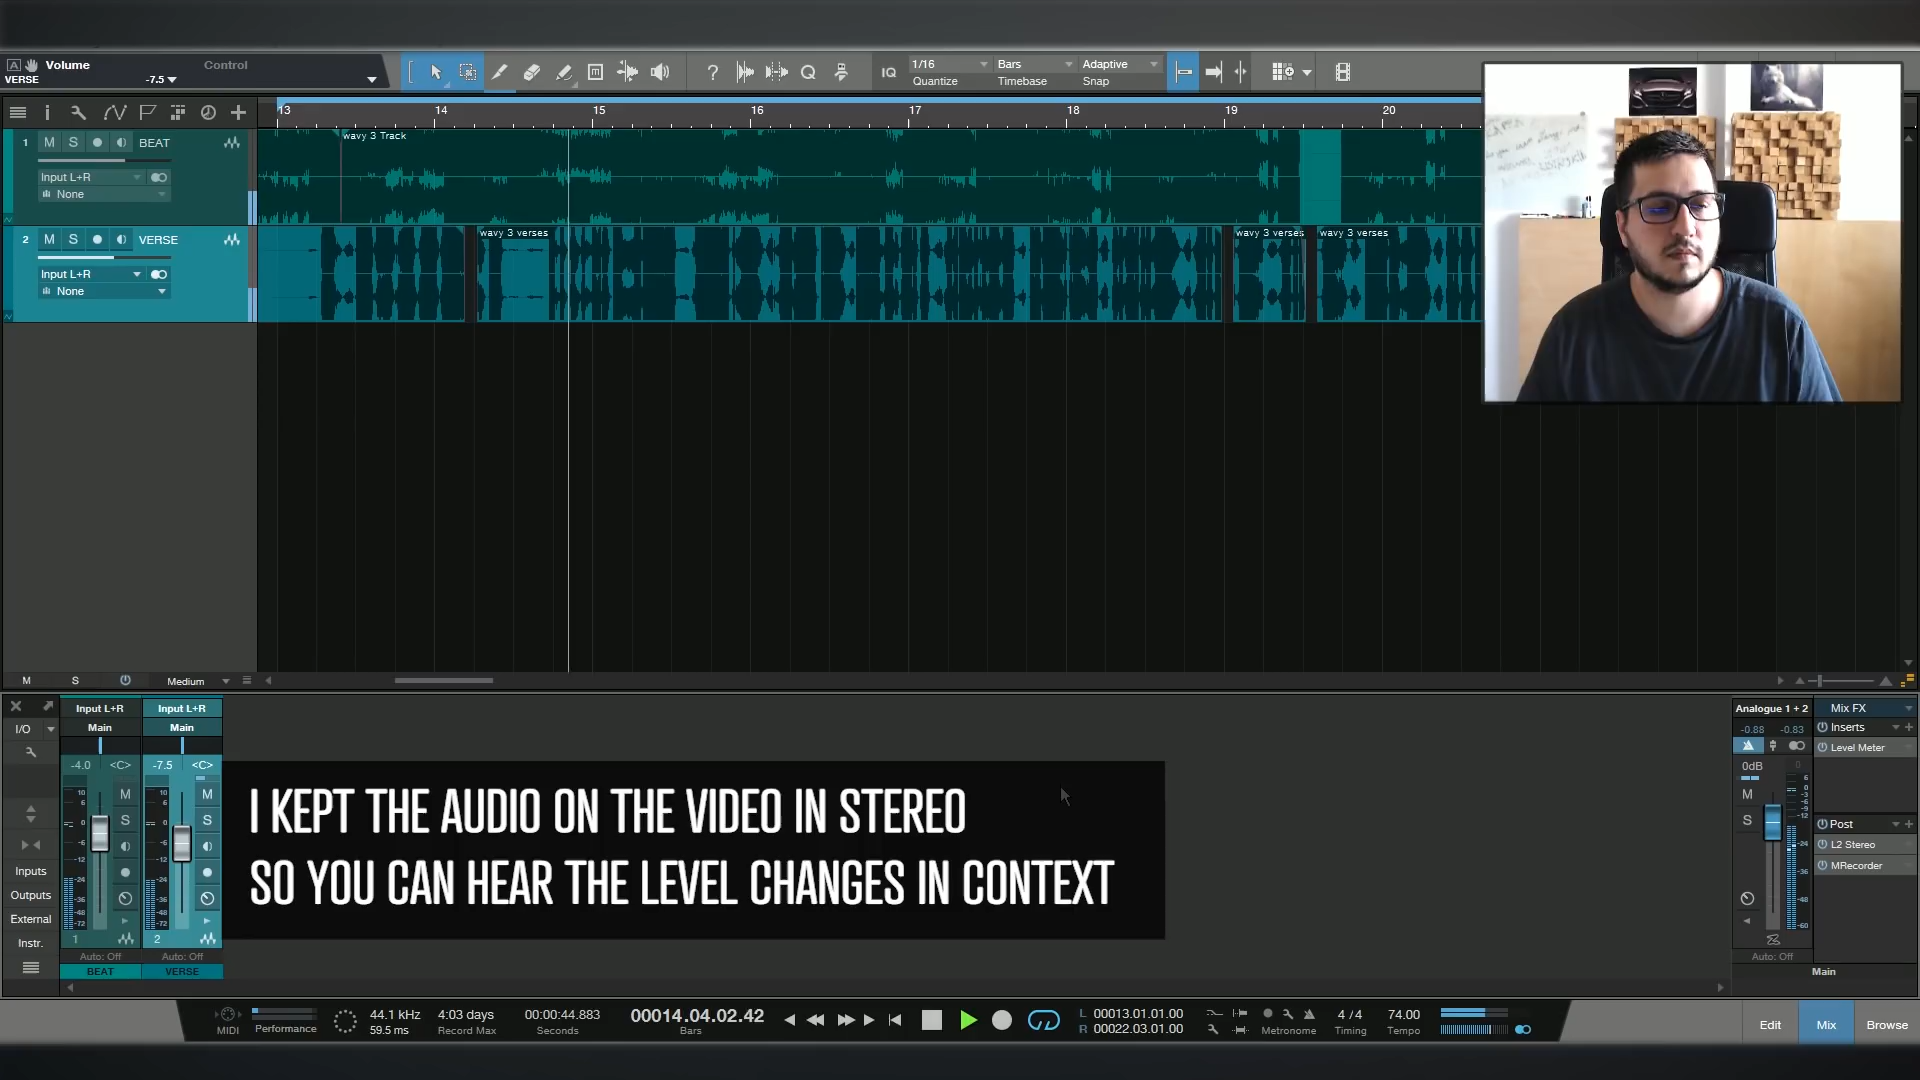 A Volume Control
VERSE -7.5
? IQ 1/16 Bars Adaptive
Quantize Timebase Snap
13 14 15 16 17 18 19 20
1 M S BEAT
Input L+R
None
wavy 3 Track
2 M S VERSE
Input L+R
None
wavy 3 verses wavy 3 verses wavy 3 verses
M S Medium
Input L+R Input L+R
I/O Main Main
-4.0 <C> -7.5 <C>
M M
S S
Inputs
Outputs
External
Instr.
1 2
Auto: Off Auto: Off
BEAT VERSE
I KEPT THE AUDIO ON THE VIDEO IN STEREO
SO YOU CAN HEAR THE LEVEL CHANGES IN CONTEXT
Analogue 1 + 2 Mix FX
-0.88 -0.83 Inserts
Level Meter
0dB
M
S Post
L2 Stereo
MRecorder
Auto: Off
Main
MIDI Performance
44.1 kHz 4:03 days 00:00:44.883 00014.04.02.42
59.5 ms Record Max Seconds Bars
L 00013.01.01.00
R 00022.03.01.00
Metronome
4 / 4 74.00
Timing Tempo
Edit Mix Browse